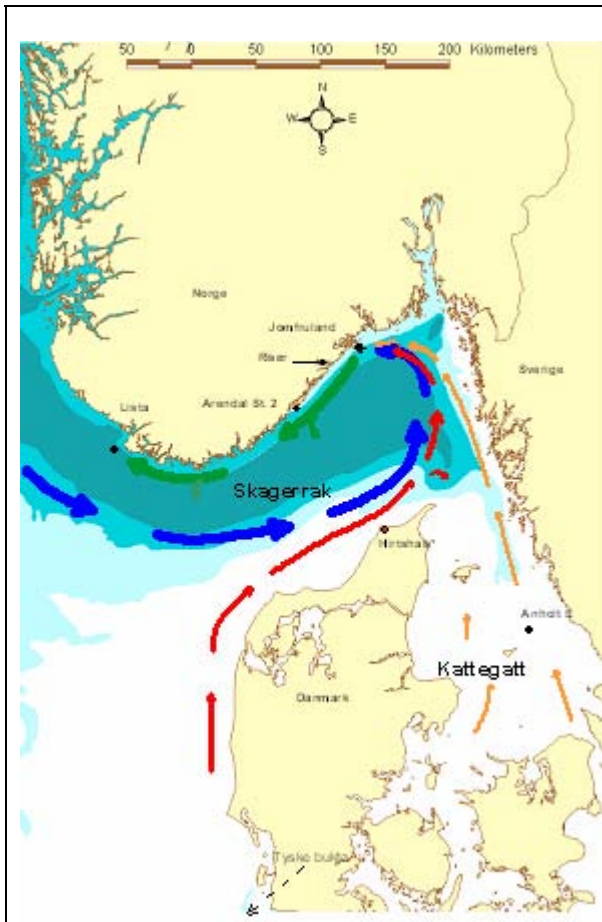 50 0 50 100 150 200 Kilometers
N
W E
S
Norge
Jomfruland
Risør
Sverige
Arendal St. 2
Lista
Skagerrak
Hirtshals
Anholt E
Kattegatt
Danmark
Tyske bukta